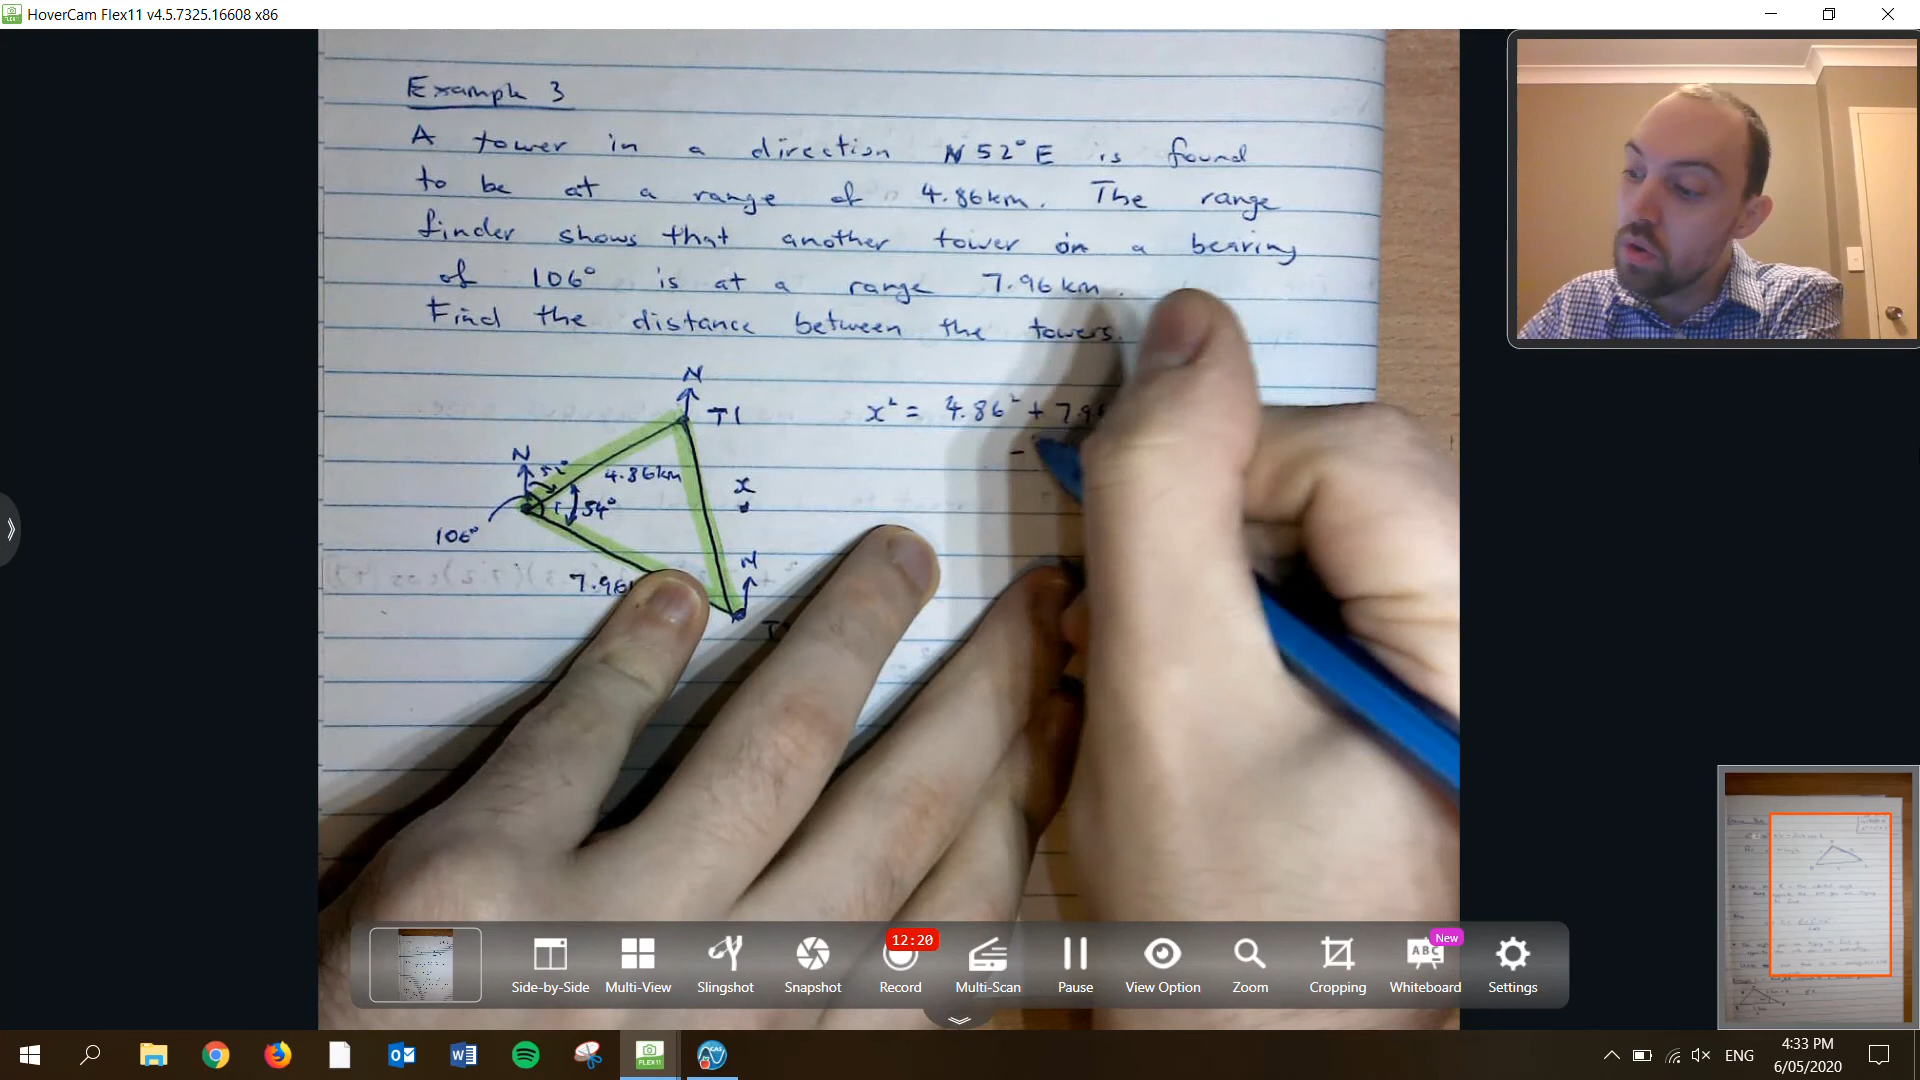 HoverCam Flex11 v4.5.7325.16608 x86
Example 3
A tower in a direction N 52° E is found
to be at a range of 4.86km. The range
finder shows that another tower on a bearing
of 106° is at a range 7.96km.
Find the distance between the towers.
N
T1
x² = 4.86² + 7.9
-
N
52°
4.86km
x
54°
106°
N
7.96
12:20
New
ABC
Side-by-Side
Multi-View
Slingshot
Snapshot
Record
Multi-Scan
Pause
View Option
Zoom
Cropping
Whiteboard
Settings
FLEX11
ENG
4:33 PM
6/05/2020